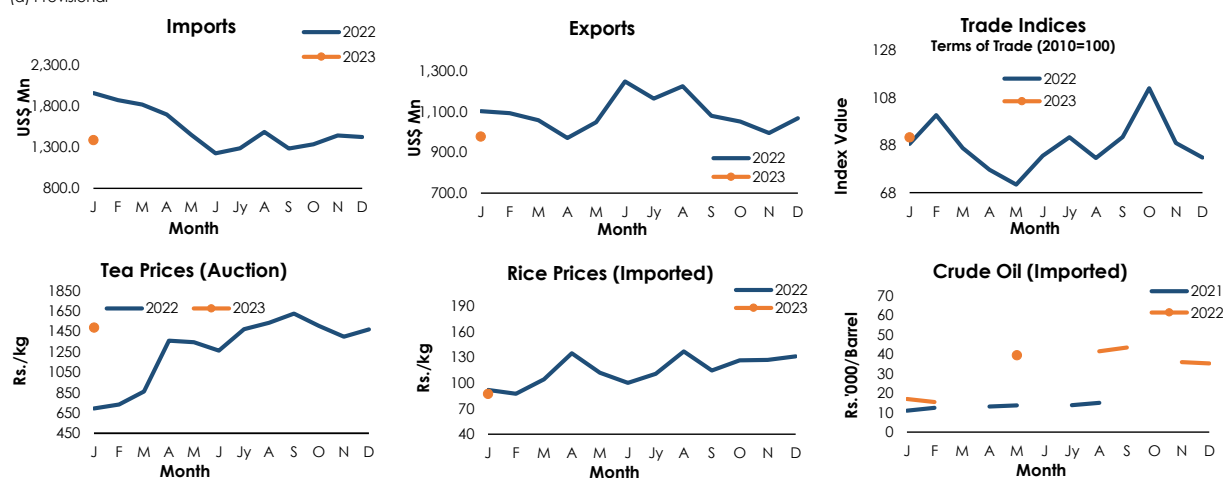 (a) Provisional
Imports
2022
2023
US$ Mn
2,300.0
1,800.0
1,300.0
800.0
J F M A M J Jy A S O N D
Month
Exports
2022
2023
US$ Mn
1,300.0
1,100.0
900.0
700.0
J F M A M J Jy A S O N D
Month
Trade Indices
Terms of Trade (2010=100)
2022
2023
Index Value
128
108
88
68
J F M A M J Jy A S O N D
Month
Tea Prices (Auction)
2022 2023
Rs./kg
1850
1650
1450
1250
1050
850
650
450
J F M A M J Jy A S O N D
Month
Rice Prices (Imported)
2022
2023
Rs./kg
190
160
130
100
70
40
J F M A M J Jy A S O N D
Month
Crude Oil (Imported)
2021
2022
Rs.'000/Barrel
70
60
50
40
30
20
10
0
J F M A M J Jy A S O N D
Month